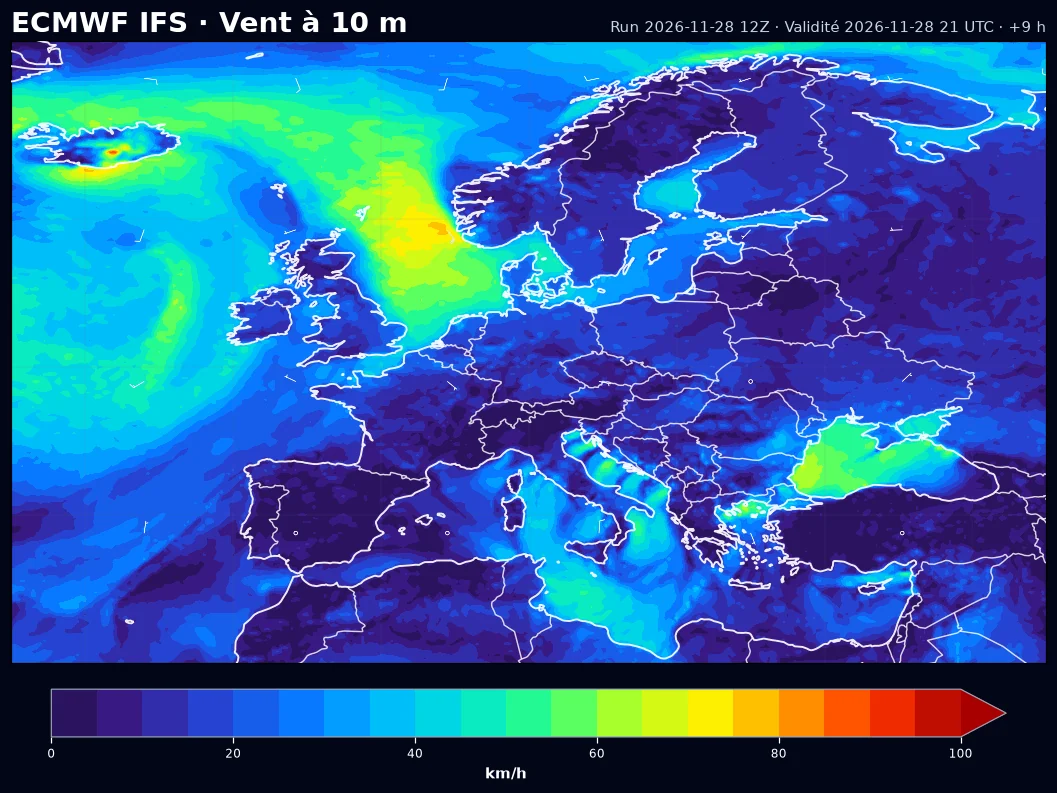 ECMWF IFS · Vent à 10 m
Run 2026-11-28 12Z · Validité 2026-11-28 21 UTC · +9 h
0 20 40 60 80 100
km/h